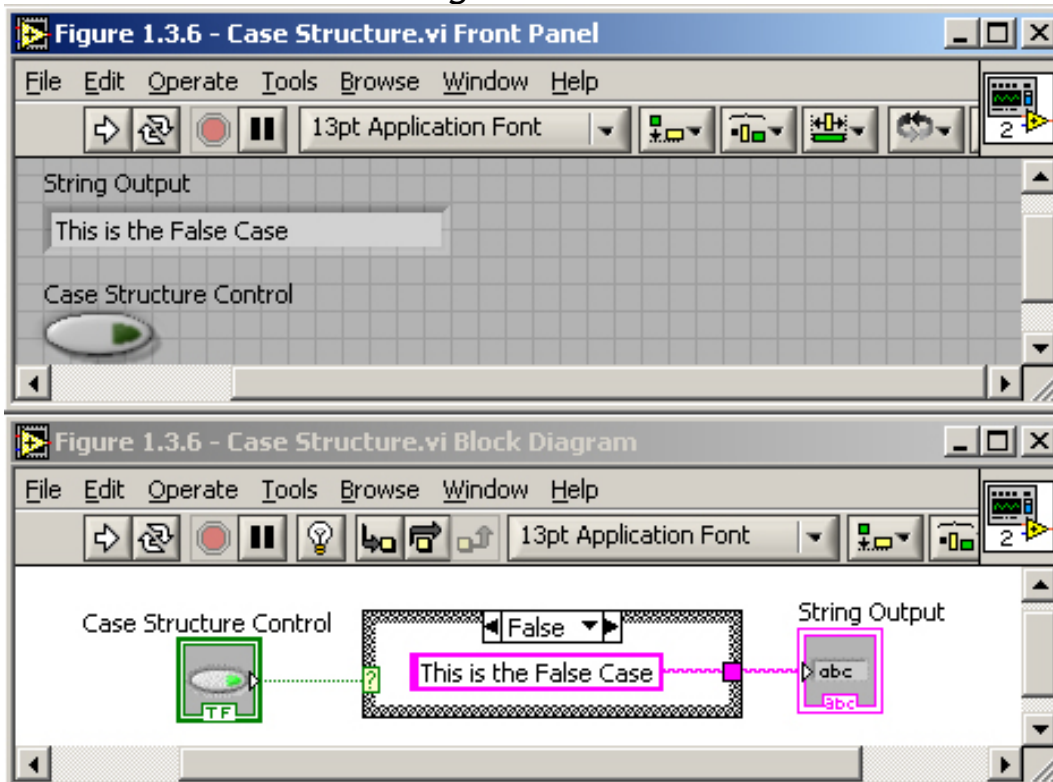 Figure 1.3.6 - Case Structure.vi Front Panel
File Edit Operate Tools Browse Window Help
13pt Application Font
2
String Output
This is the False Case
Case Structure Control
Figure 1.3.6 - Case Structure.vi Block Diagram
File Edit Operate Tools Browse Window Help
13pt Application Font
2
Case Structure Control
False
String Output
?
This is the False Case
abc
TF
abc